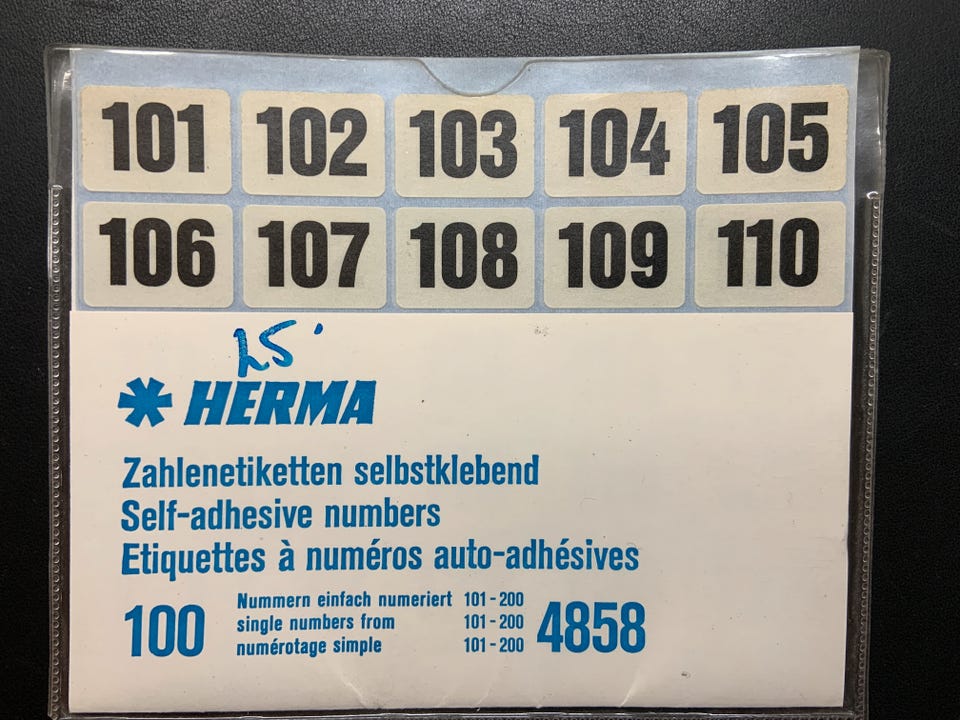 101 102 103 104 105
106 107 108 109 110
HERMA
Zahlenetiketten selbstklebend
Self-adhesive numbers
Etiquettes à numéros auto-adhésives
100
Nummern einfach numeriert 101-200
single numbers from 101-200
numérotage simple 101-200
4858